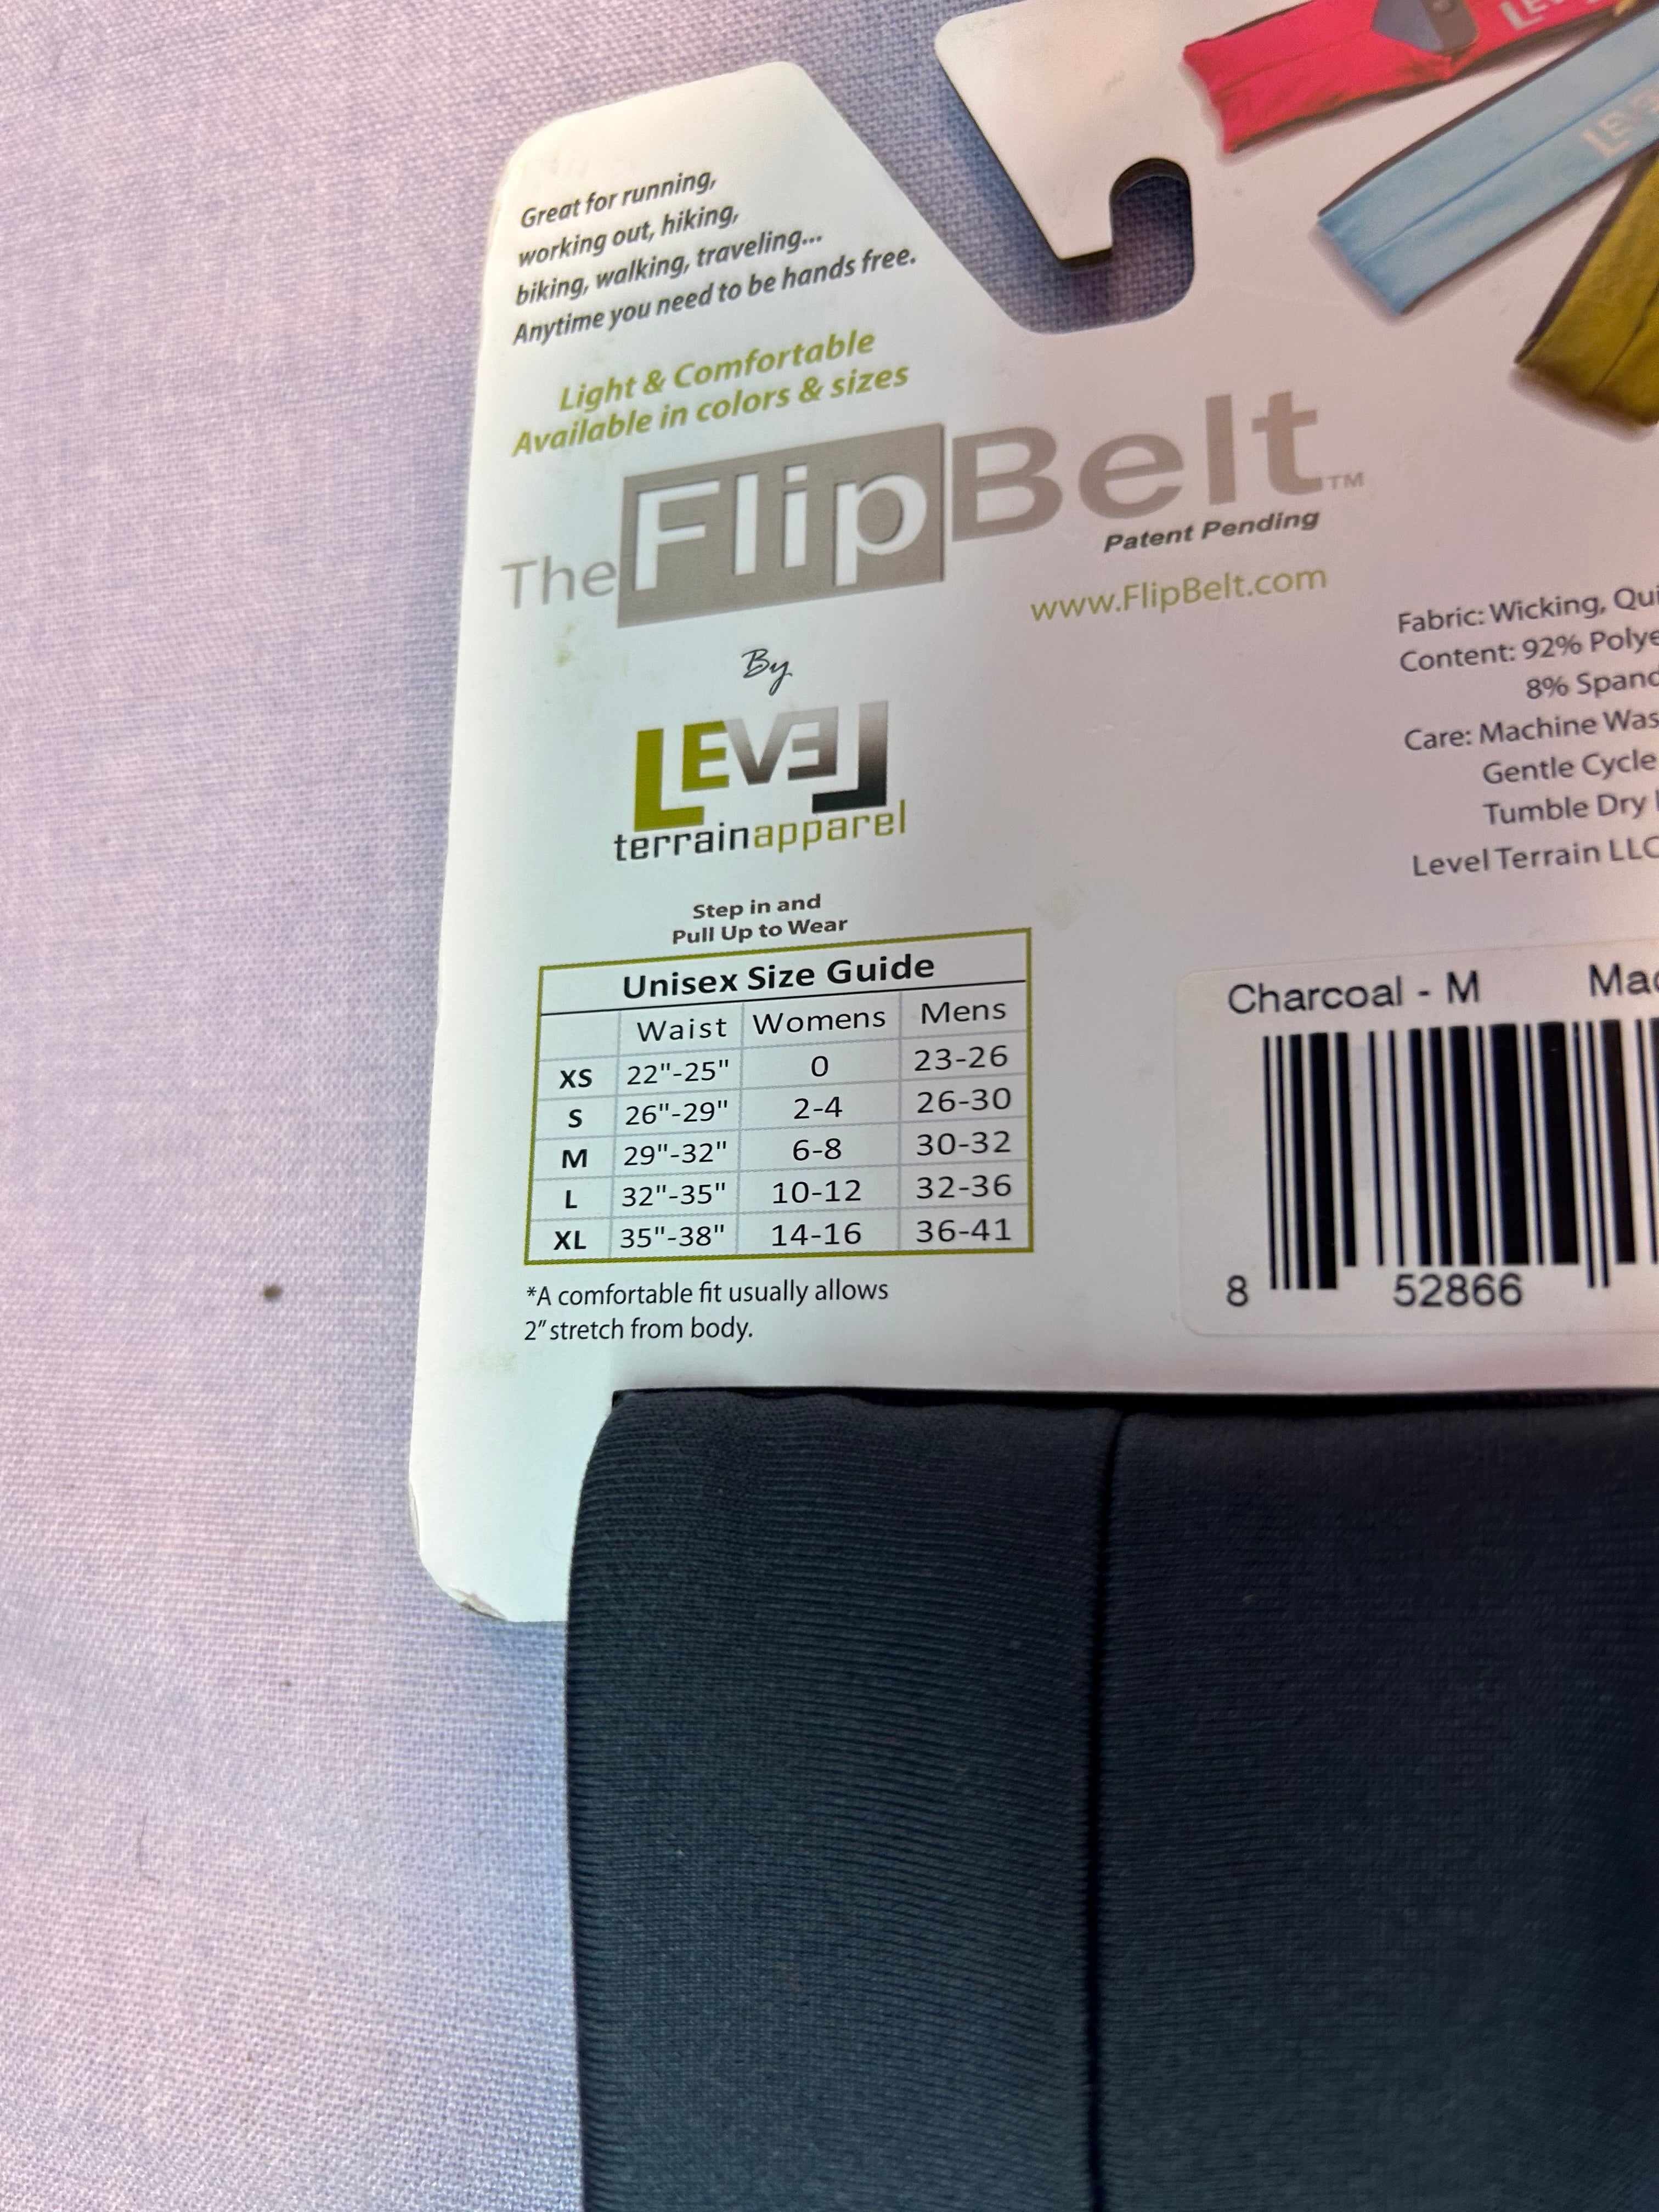 Great for running,
working out, hiking,
biking, walking, traveling...
Anytime you need to be hands free.
Light & Comfortable
Available in colors & sizes
The FlipBelt™
Patent Pending
www.FlipBelt.com
By
LEVEL
terrainapparel
Step in and
Pull Up to Wear
Unisex Size Guide
Waist Womens Mens
XS 22"-25" 0 23-26
S 26"-29" 2-4 26-30
M 29"-32" 6-8 30-32
L 32"-35" 10-12 32-36
XL 35"-38" 14-16 36-41
*A comfortable fit usually allows
2" stretch from body.
Fabric: Wicking,
Content: 92%
8%
Care: Machine
Gentle Cycle
Tumble Dry
Level Terrain LLC
Charcoal - M
8 52866